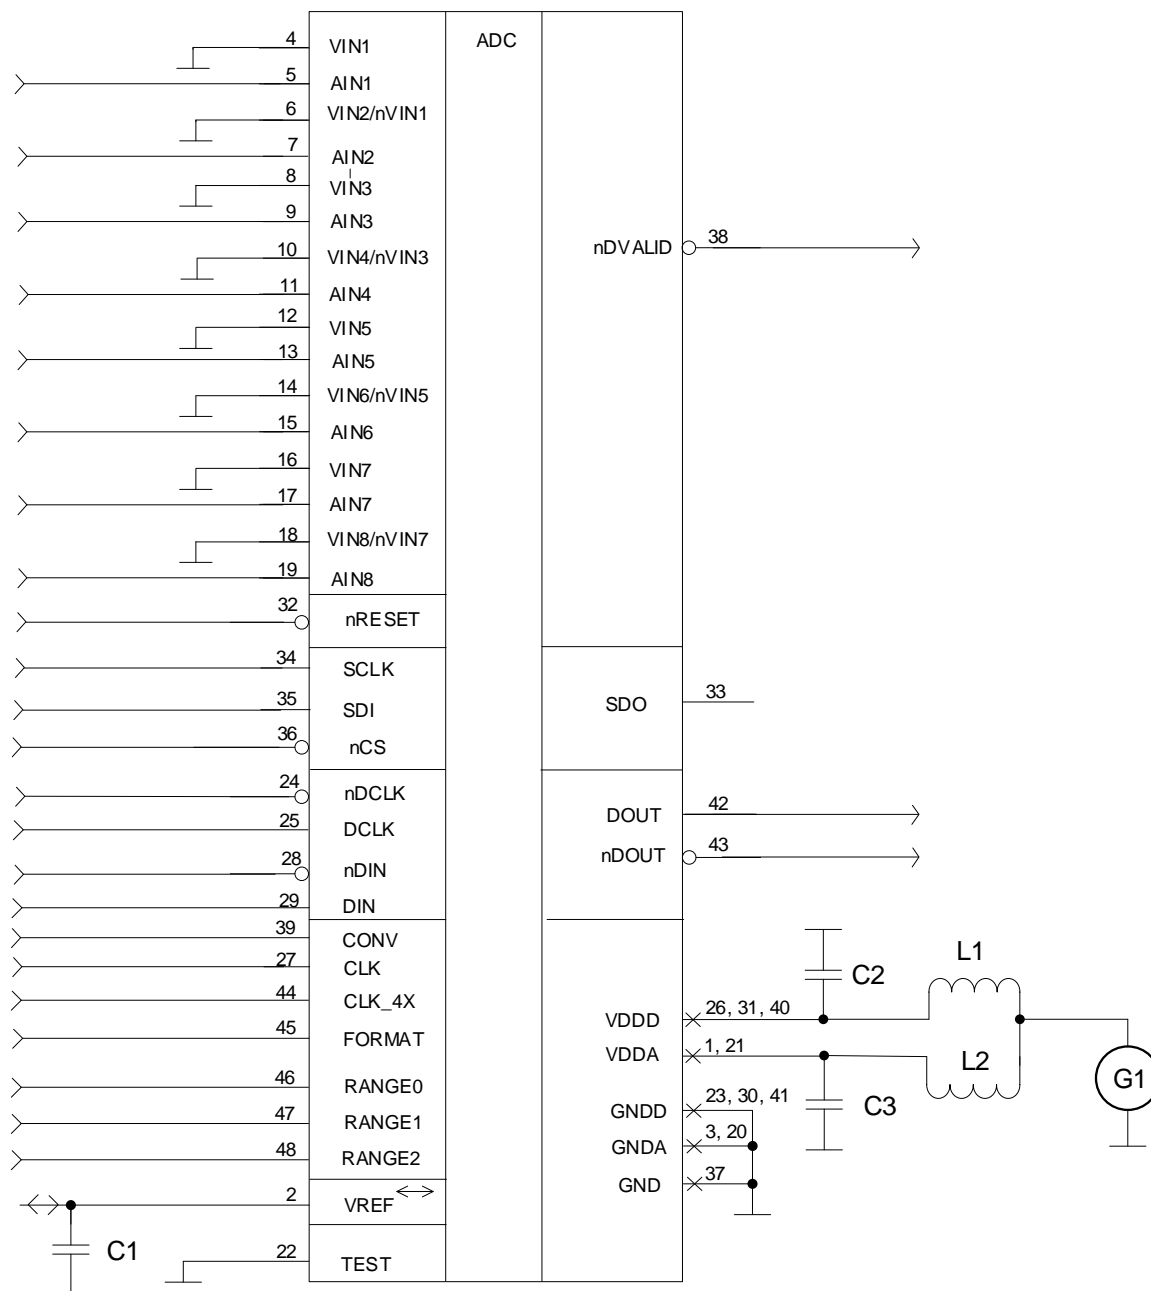 ADC
4 VIN1
5 AIN1
6 VIN2/nVIN1
7 AIN2
8 VIN3
9 AIN3
10 VIN4/nVIN3
11 AIN4
12 VIN5
13 AIN5
14 VIN6/nVIN5
15 AIN6
16 VIN7
17 AIN7
18 VIN8/nVIN7
19 AIN8
32 nRESET
34 SCLK
35 SDI
36 nCS
24 nDCLK
25 DCLK
28 nDIN
29 DIN
39 CONV
27 CLK
44 CLK_4X
45 FORMAT
46 RANGE0
47 RANGE1
48 RANGE2
2 VREF
C1
22 TEST
nDVALID 38
SDO 33
DOUT 42
nDOUT 43
C2
L1
VDDD 26, 31, 40
VDDA 1, 21
L2
G1
C3
GNDD 23, 30, 41
GNDA 3, 20
GND 37